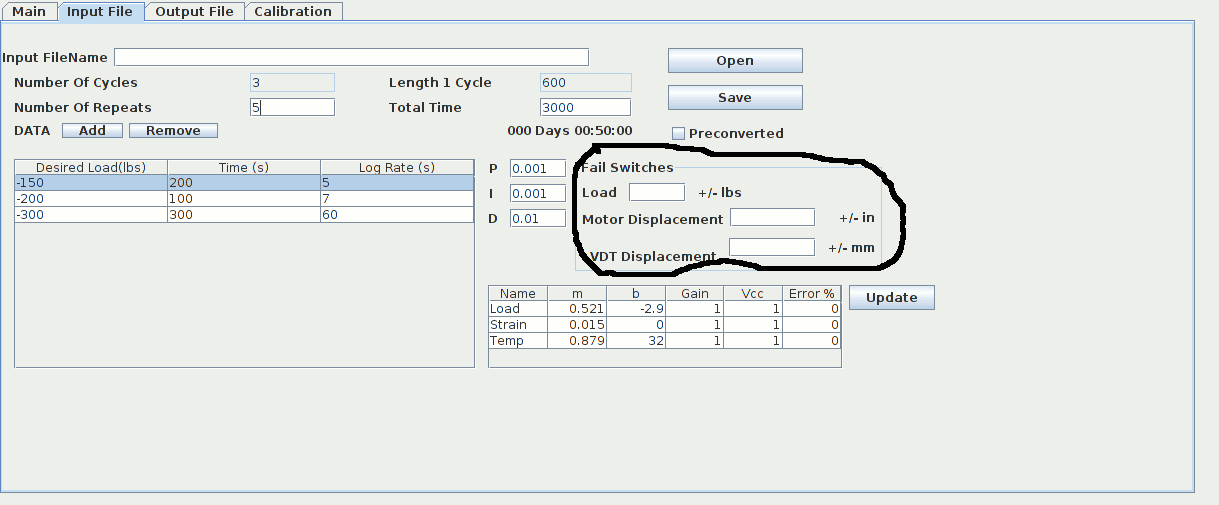 Main Input File Output File Calibration
Input FileName Open
Number Of Cycles 3 Length 1 Cycle 600
Save
Number Of Repeats 5 Total Time 3000
DATA Add Remove 000 Days 00:50:00 Preconverted
Desired Load(lbs) Time (s) Log Rate (s)
-150 200 5
-200 100 7
-300 300 60
P 0.001
I 0.001
D 0.01
Fail Switches
Load +/- lbs
Motor Displacement +/- in
VDT Displacement +/- mm
Name m b Gain Vcc Error %
Load 0.521 -2.9 1 1 0
Strain 0.015 0 1 1 0
Temp 0.879 32 1 1 0
Update